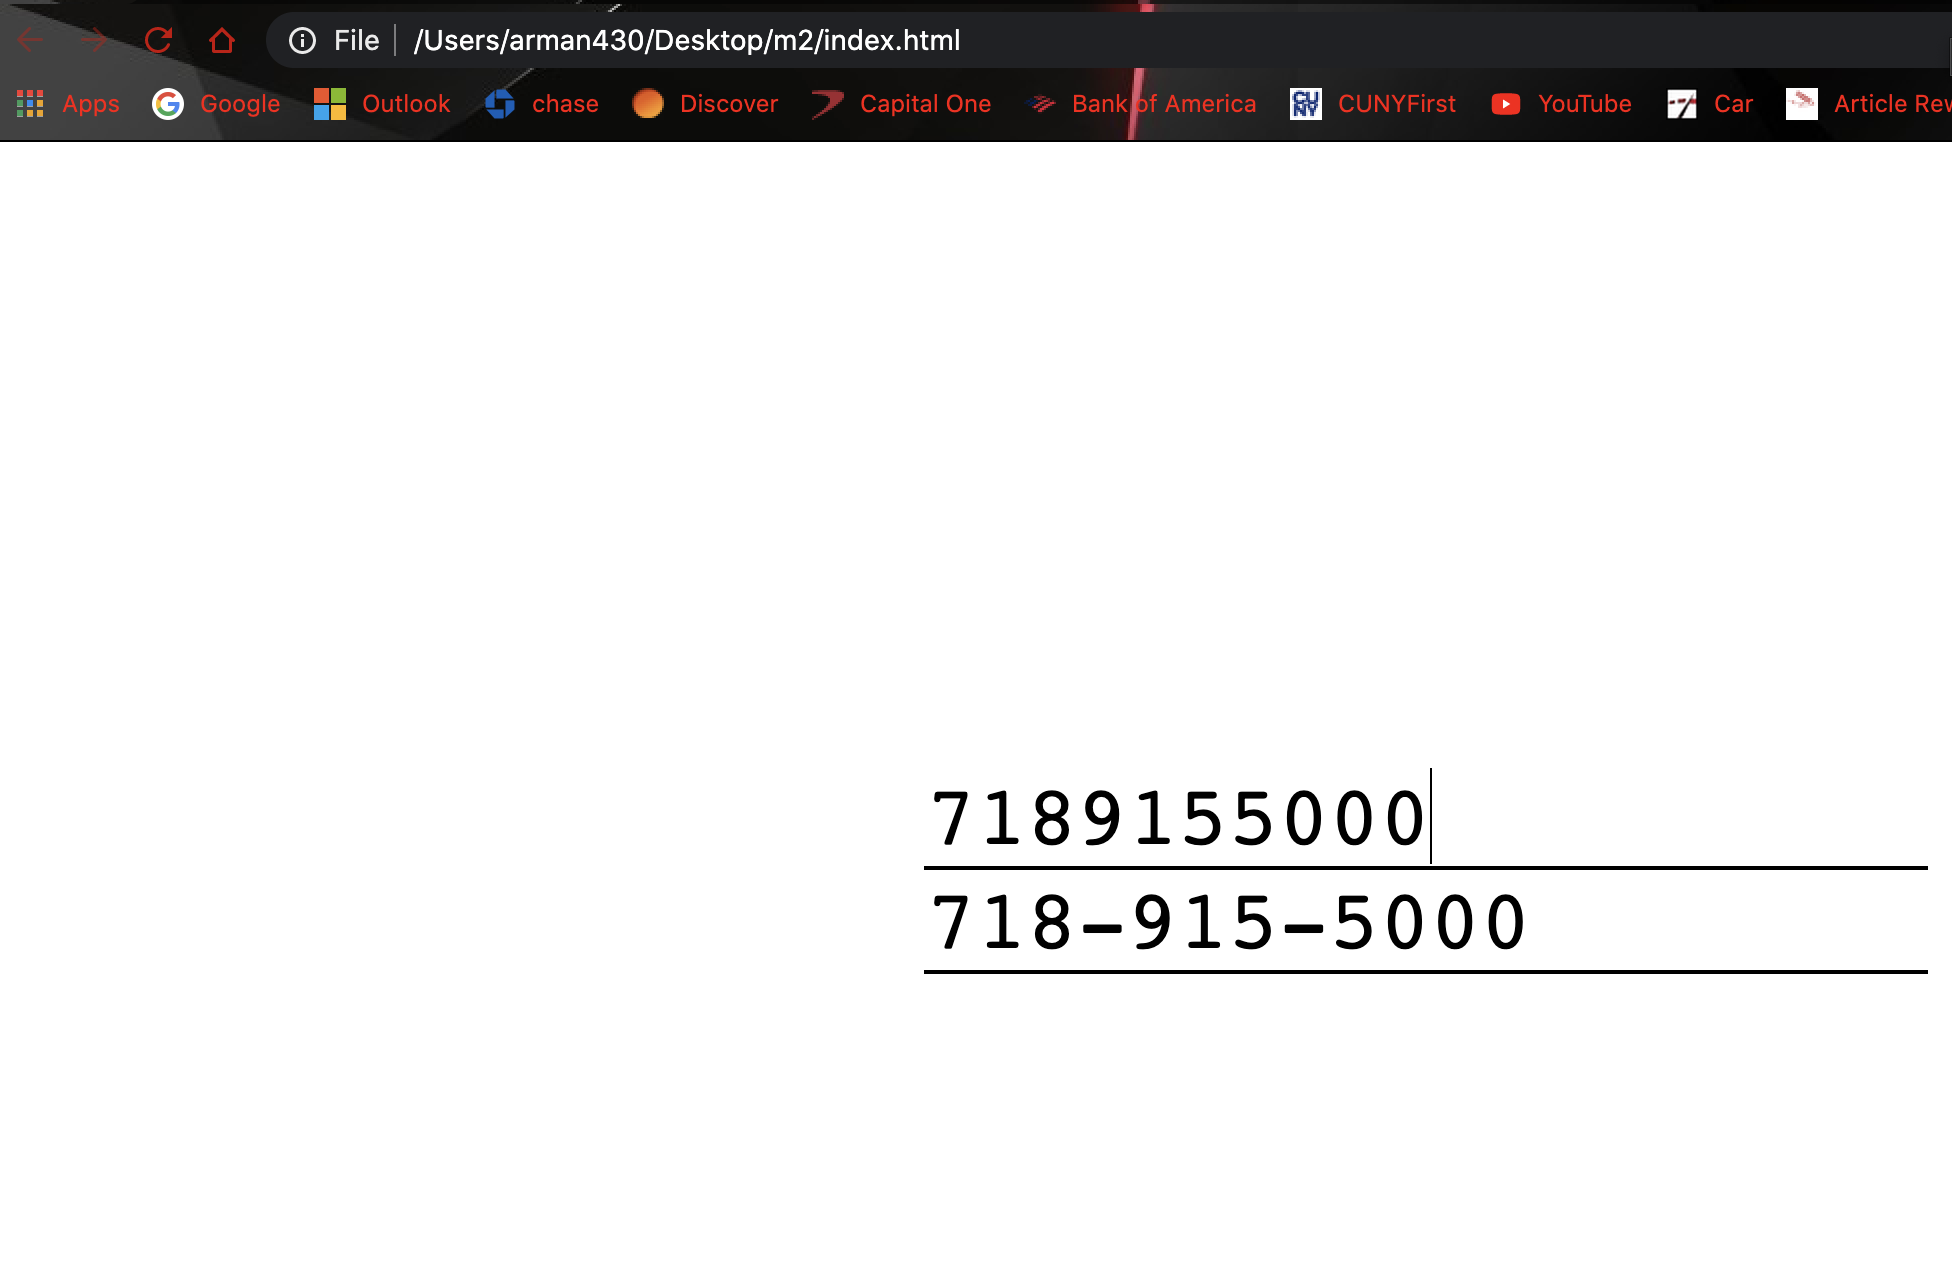 File /Users/arman430/Desktop/m2/index.html
Apps Google Outlook chase Discover Capital One Bank of America CUNYFirst YouTube Car Article
7189155000
718-915-5000